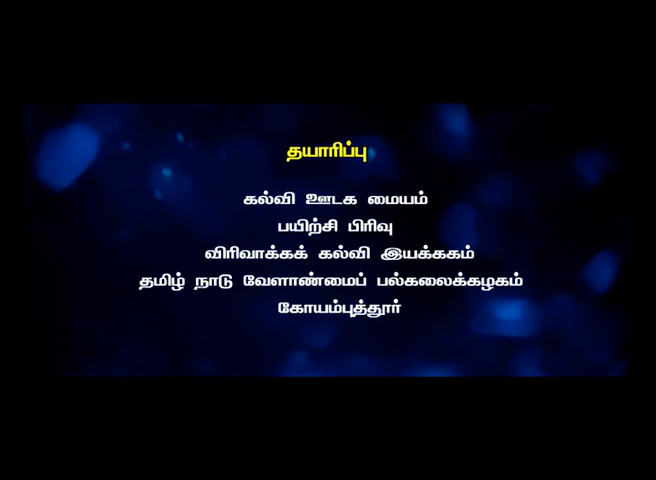 தயாரிப்பு
கல்வி ஊடக மையம்
பயிற்சி பிரிவு
விரிவாக்கக் கல்வி இயக்ககம்
தமிழ் நாடு வேளாண்மைப் பல்கலைக்கழகம்
கோயம்புத்தூர்